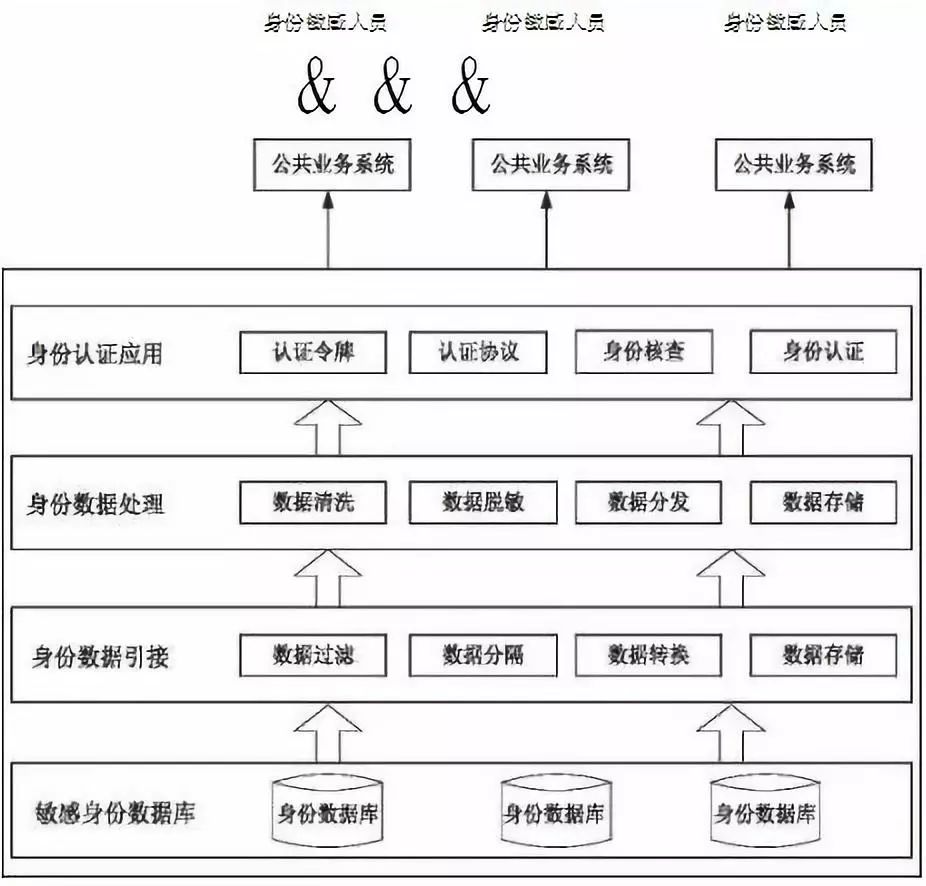 身份敏感人员 身份敏感人员 身份敏感人员
& & &
公共业务系统 公共业务系统 公共业务系统
身份认证应用 认证令牌 认证协议 身份核查 身份认证
身份数据处理 数据清洗 数据脱敏 数据分发 数据存储
身份数据引接 数据过滤 数据分隔 数据转换 数据存储
敏感身份数据库 身份数据库 身份数据库 身份数据库